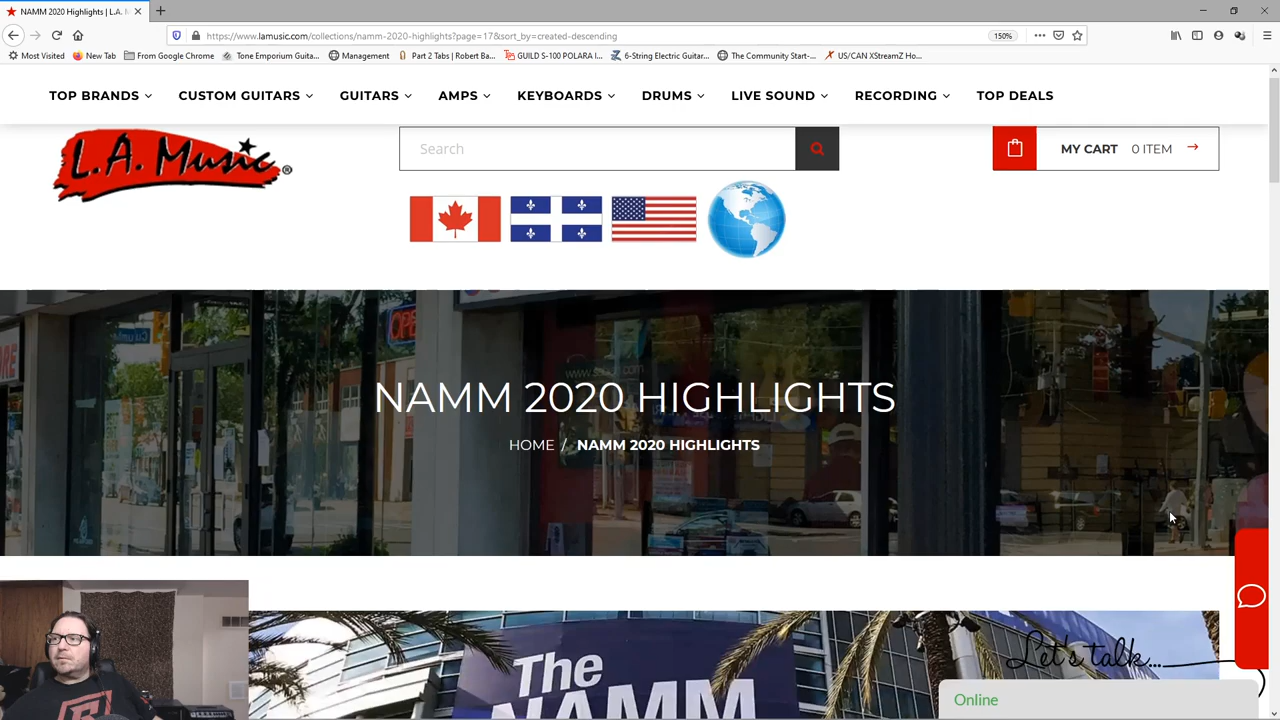 NAMM 2020 Highlights | L.A. M
https://www.lamusic.com/collections/namm-2020-highlights?page=17&sort_by=created-descending
150%
Most Visited New Tab From Google Chrome Tone Emporium Guita... Management Part 2 Tabs | Robert Ba... GUILD S-100 POLARA I... 6-String Electric Guitar... The Community Start-... US/CAN XStreamZ Ho...
TOP BRANDS CUSTOM GUITARS GUITARS AMPS KEYBOARDS DRUMS LIVE SOUND RECORDING TOP DEALS
L.A. Music®
Search
MY CART 0 ITEM
OPE
NAMM 2020 HIGHLIGHTS
HOME / NAMM 2020 HIGHLIGHTS
The
NAMM
Let's talk...
Online